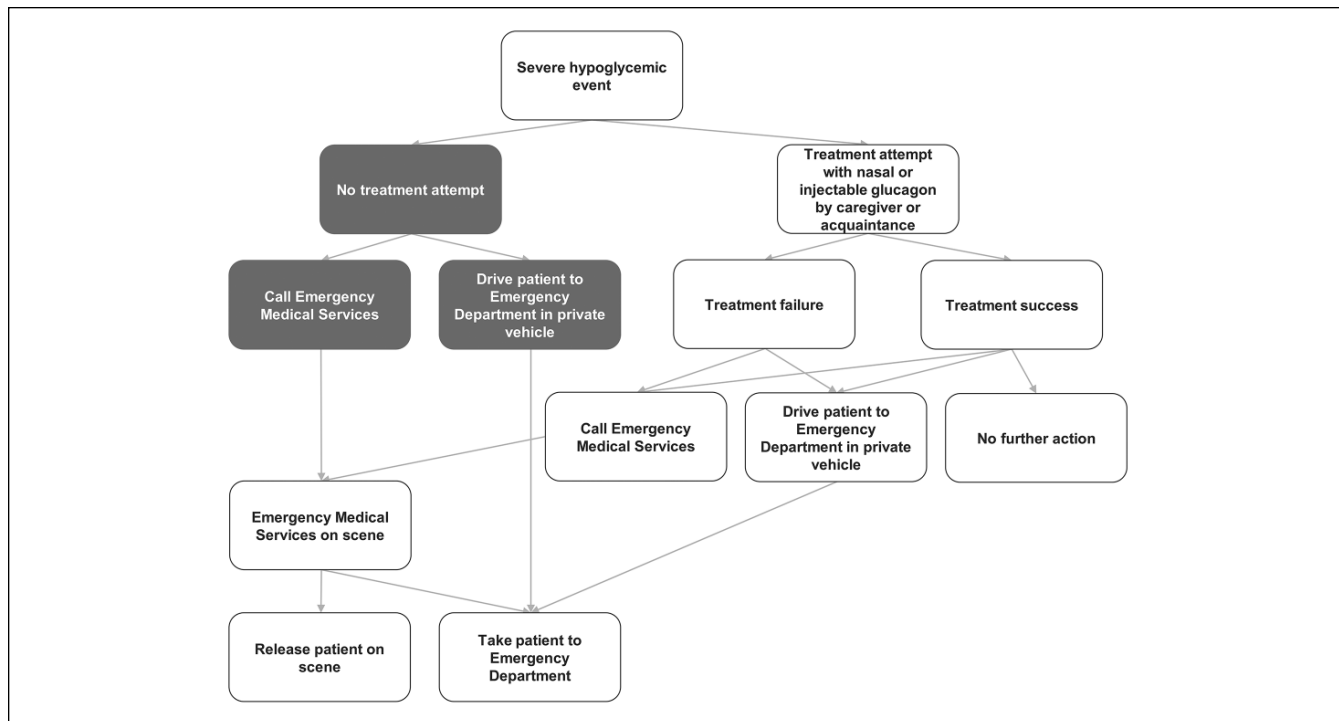 Severe hypoglycemic
event
No treatment attempt
Treatment attempt
with nasal or
injectable glucagon
by caregiver or
acquaintance
Call Emergency
Medical Services
Drive patient to
Emergency
Department in private
vehicle
Treatment failure
Treatment success
Call Emergency
Medical Services
Drive patient to
Emergency
Department in private
vehicle
No further action
Emergency Medical
Services on scene
Release patient on
scene
Take patient to
Emergency
Department